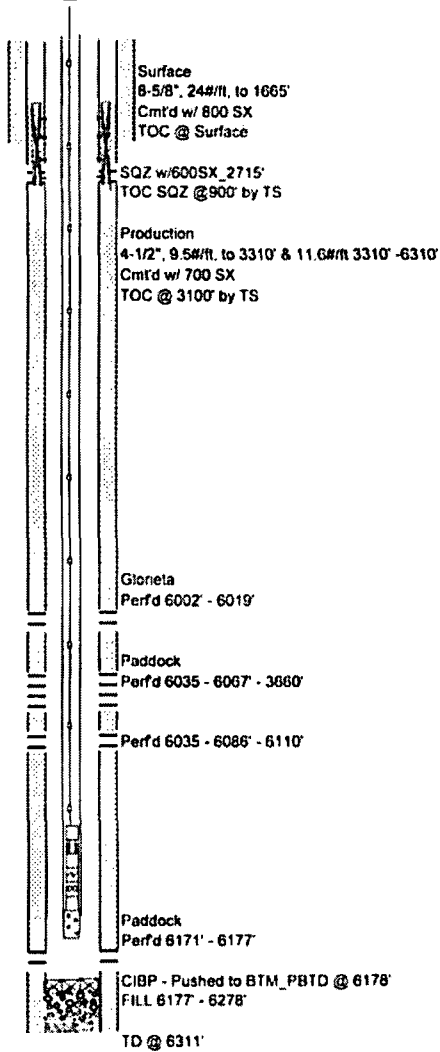 Surface
8-5/8", 24#/ft, to 1665'
Cmt'd w/ 800 SX
TOC @ Surface
SQZ w/600SX_2715'
TOC SQZ @900' by TS
Production
4-1/2", 9.5#/ft. to 3310' & 11.6#/ft 3310' -6310'
Cmt'd w/ 700 SX
TOC @ 3100' by TS
Glorieta
Perf'd 6002' - 6019'
Paddock
Perf'd 6035 - 6067' - 3660'
Perf'd 6035 - 6086' - 6110'
Paddock
Perf'd 6171' - 6177'
CIBP - Pushed to BTM_PBTD @ 6178'
FILL 6177' - 6278'
TD @ 6311'